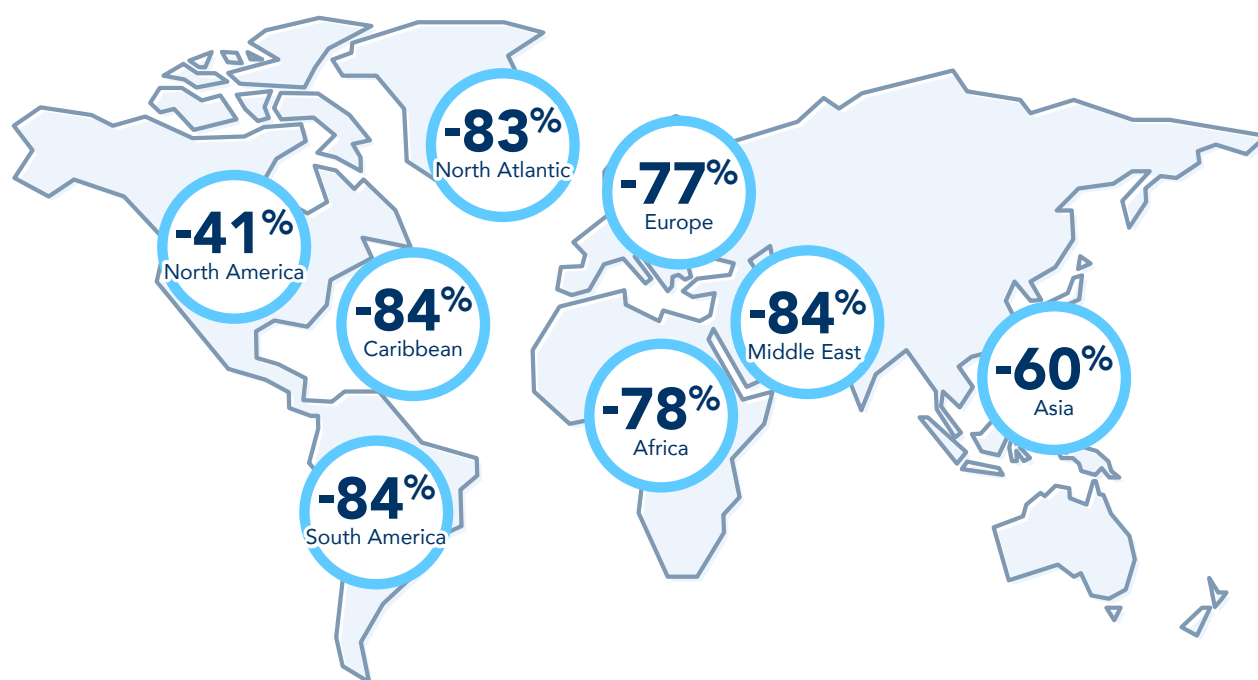 -83%
North Atlantic
-77%
Europe
-41%
North America
-84%
Caribbean
-84%
Middle East
-60%
Asia
-78%
Africa
-84%
South America